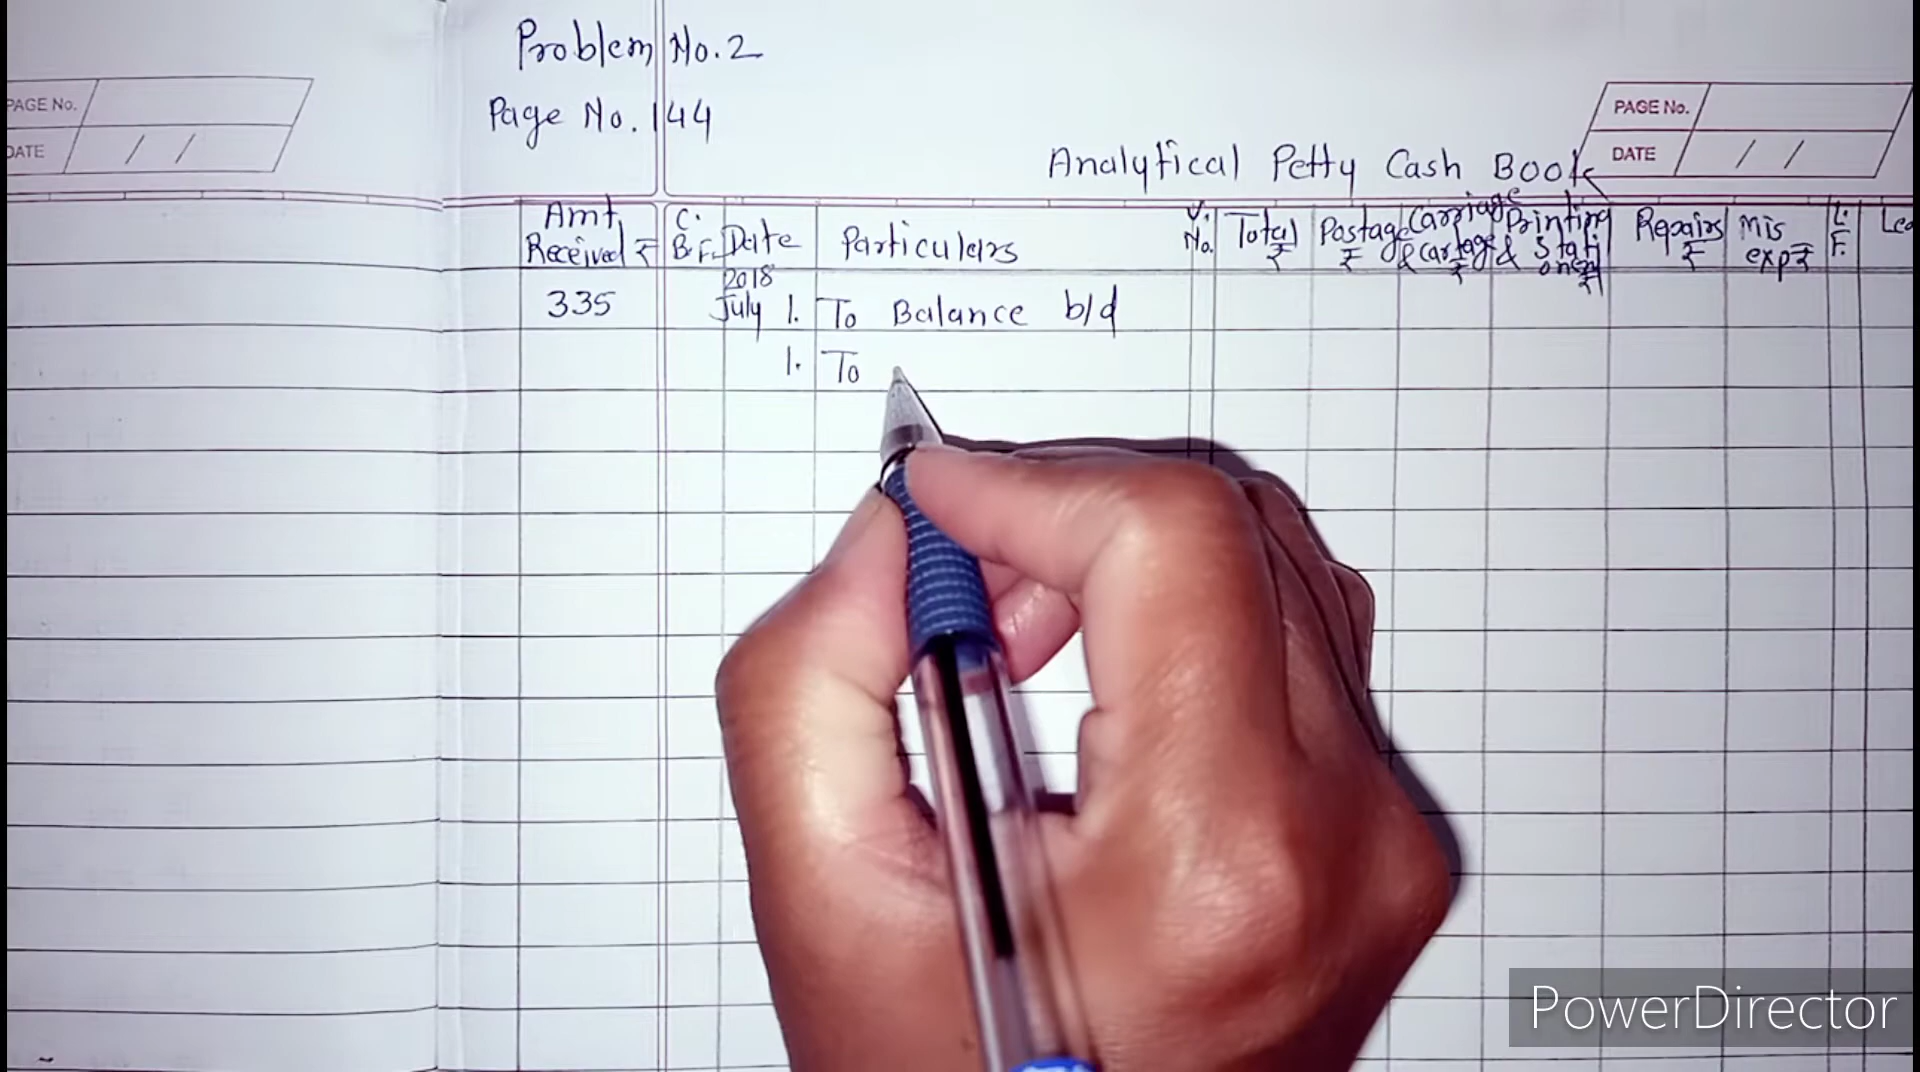 Problem No. 2
Page No. 144
PAGE No.
DATE / /
PAGE No.
DATE / /
Analytical Petty Cash Book
Amt. Received ₹ C. B. F. Date Particulars V. No. Total ₹ Postage ₹ Carriage & Cartage ₹ Printing & Stationery ₹ Repairs ₹ Mis exp ₹ L. F.
2018
335 July 1. To Balance b/d
1. To
PowerDirector